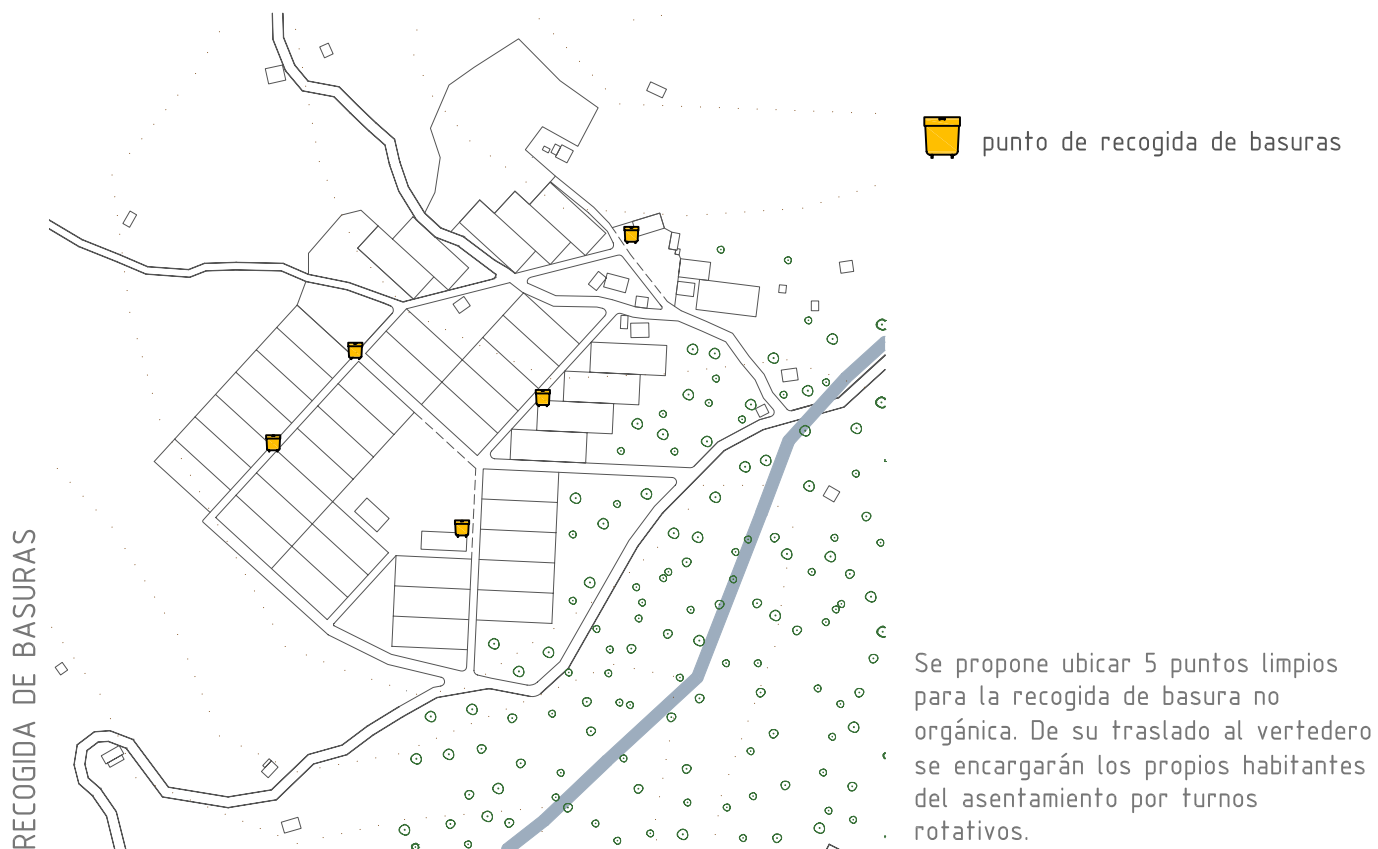 punto de recogida de basuras
RECOGIDA DE BASURAS
Se propone ubicar 5 puntos limpios
para la recogida de basura no
orgánica. De su traslado al vertedero
se encargarán los propios habitantes
del asentamiento por turnos
rotativos.